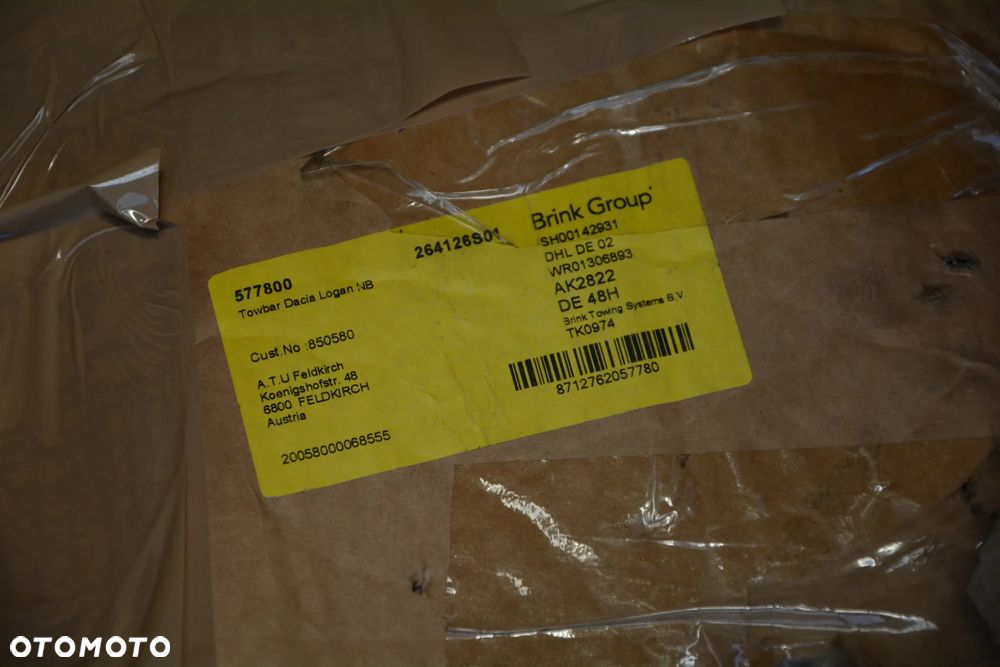 577800
Towbar Dacia Logan NB
Cust.No :850580
A.T.U Feldkirch
Koenigshofstr. 48
6800 FELDKIRCH
Austria
20058000068555
264126S01
Brink Group
SH00142931
DHL DE 02
WR01306893
AK2822
DE 48H
Brink Towing Systems B.V.
TK0974
8712762057780
OTOMOTO